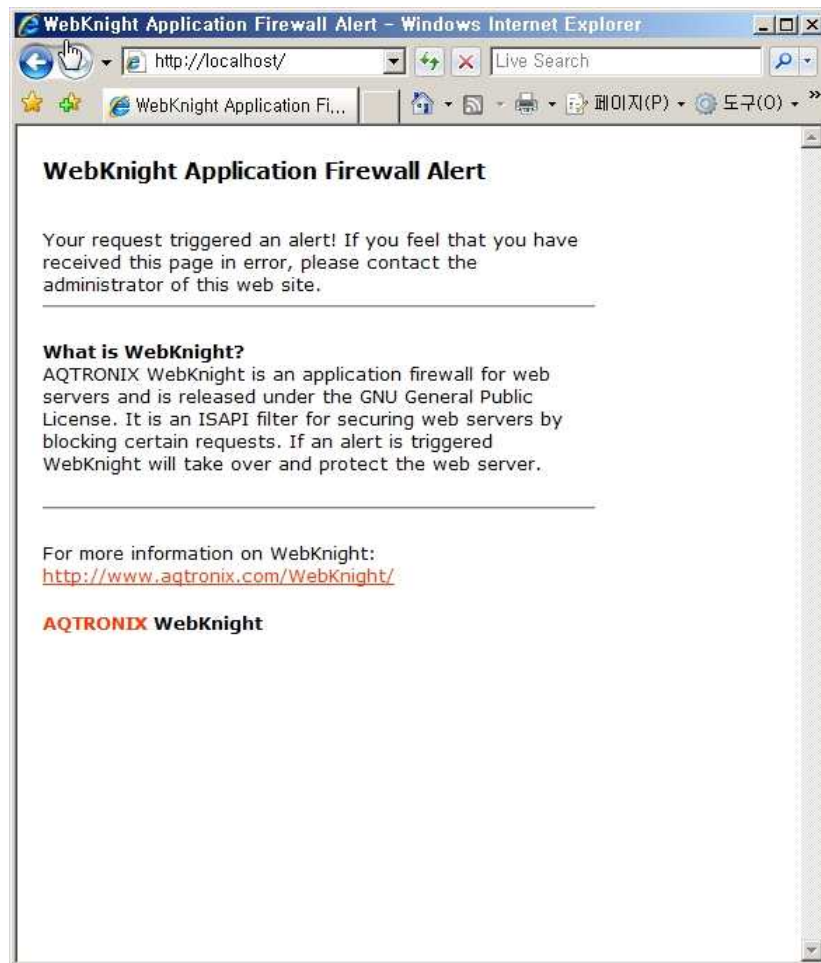 WebKnight Application Firewall Alert - Windows Internet Explorer
http://localhost/
Live Search
WebKnight Application Fi...
페이지(P)
도구(O)
WebKnight Application Firewall Alert
Your request triggered an alert! If you feel that you have
received this page in error, please contact the
administrator of this web site.
What is WebKnight?
AQTRONIX WebKnight is an application firewall for web
servers and is released under the GNU General Public
License. It is an ISAPI filter for securing web servers by
blocking certain requests. If an alert is triggered
WebKnight will take over and protect the web server.
For more information on WebKnight:
http://www.aqtronix.com/WebKnight/
AQTRONIX WebKnight